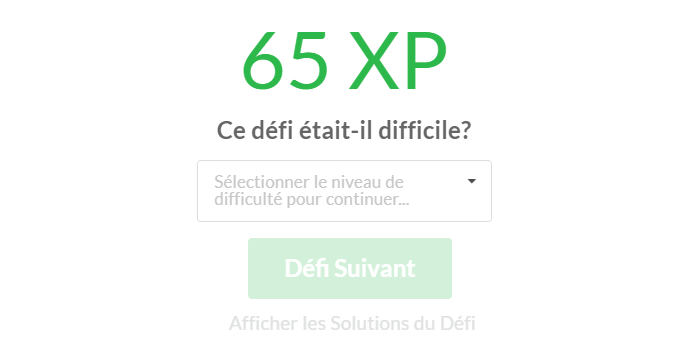 65 XP
Ce défi était-il difficile?
Sélectionner le niveau de
difficulté pour continuer...
Défi Suivant
Afficher les Solutions du Défi